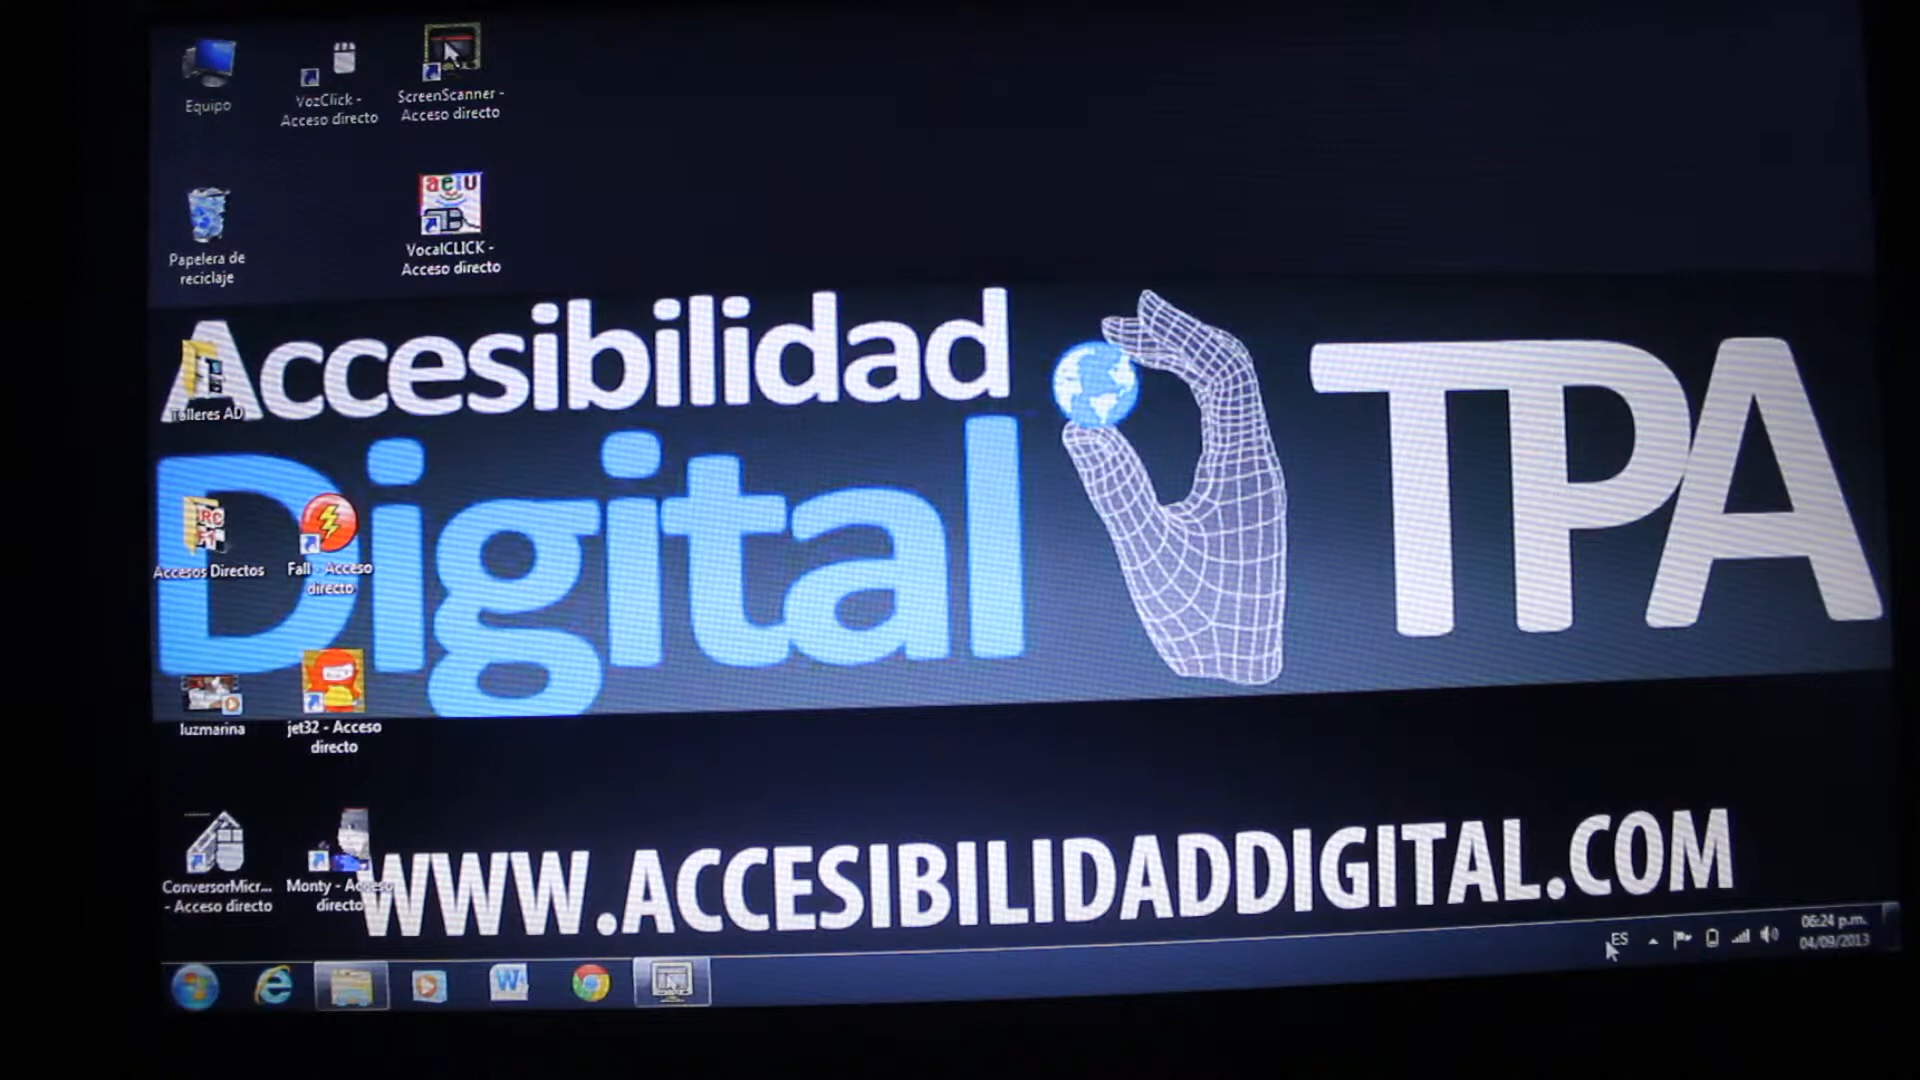 Equipo
VozClick -
Acceso directo
ScreenScanner -
Acceso directo
Papelera de
reciclaje
aeiu
VocalCLICK -
Acceso directo
Accesibilidad
Digital
TPA
Talleres AD
Accesos Directos
Fall - Acceso
directo
luzmarina
jet32 - Acceso
directo
ConversorMicr...
- Acceso directo
Monty - Acceso
directo
WWW.ACCESIBILIDADDIGITAL.COM
ES
06:24 p.m.
04/09/2013